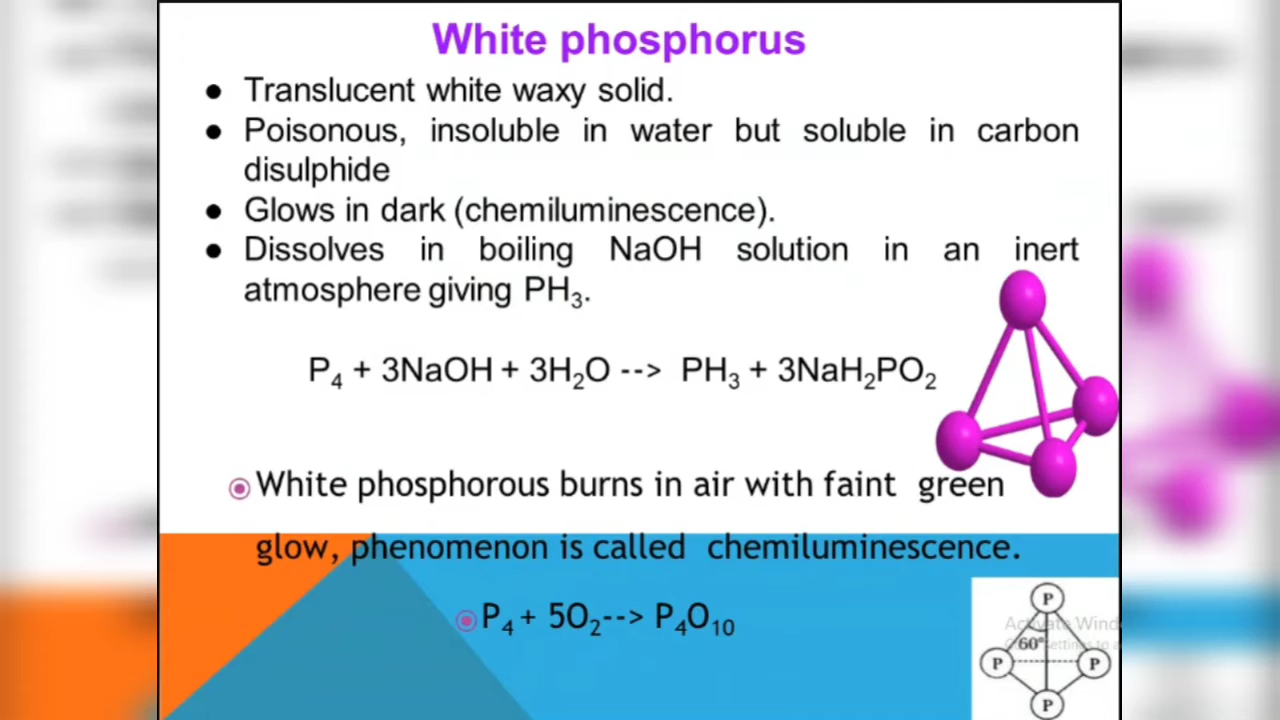 White phosphorus
● Translucent white waxy solid.
● Poisonous, insoluble in water but soluble in carbon
disulphide
● Glows in dark (chemiluminescence).
● Dissolves in boiling NaOH solution in an inert
atmosphere giving PH₃.
P₄ + 3NaOH + 3H₂O --> PH₃ + 3NaH₂PO₂
White phosphorous burns in air with faint green
glow, phenomenon is called chemiluminescence.
P₄ + 5O₂--> P₄O₁₀
P
Activate Wind
60°
P P
P